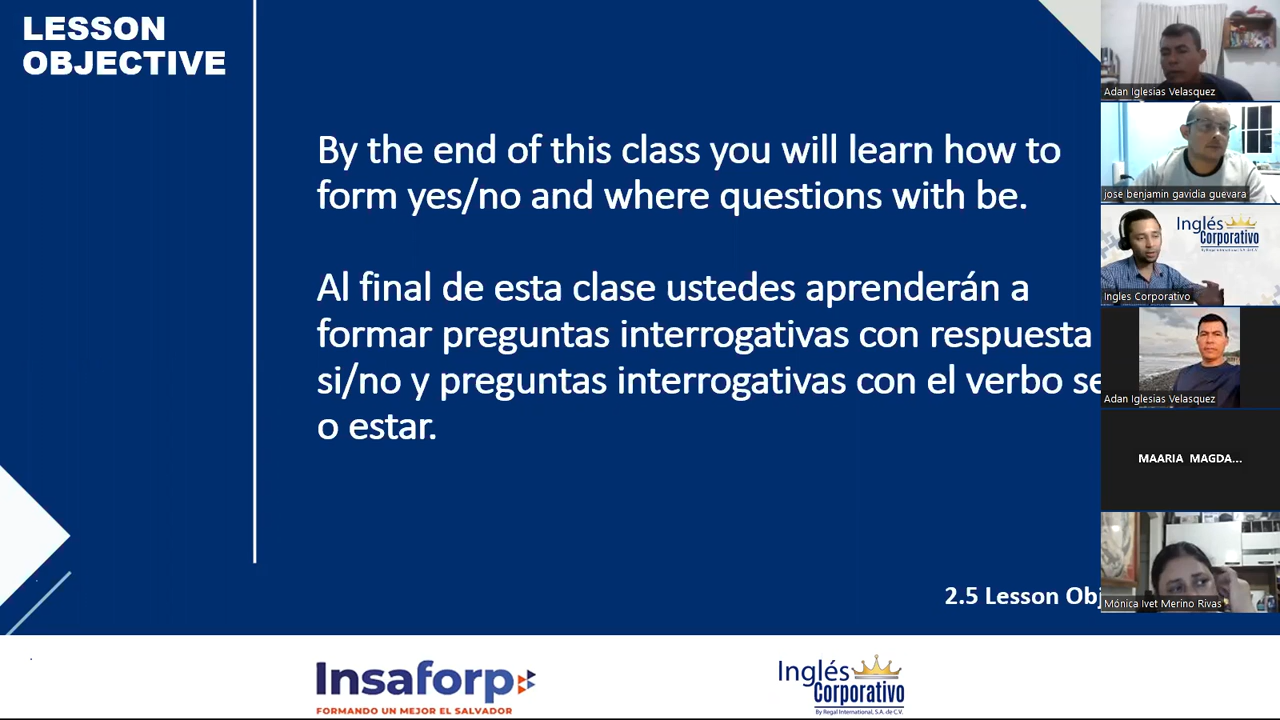 LESSON
OBJECTIVE
By the end of this class you will learn how to
form yes/no and where questions with be.
Al final de esta clase ustedes aprenderán a
formar preguntas interrogativas con respuesta
si/no y preguntas interrogativas con el verbo se
o estar.
2.5 Lesson Obj
Insaforp
FORMANDO UN MEJOR EL SALVADOR
Inglés
Corporativo
By Regal International, S.A. de C.V.
Adan Iglesias Velasquez
jose benjamin gavidia guevara
Inglés
Corporativo
By Regal International, S.A. de C.V.
Ingles Corporativo
Adan Iglesias Velasquez
MAARIA MAGDA...
Mónica Ivet Merino Rivas